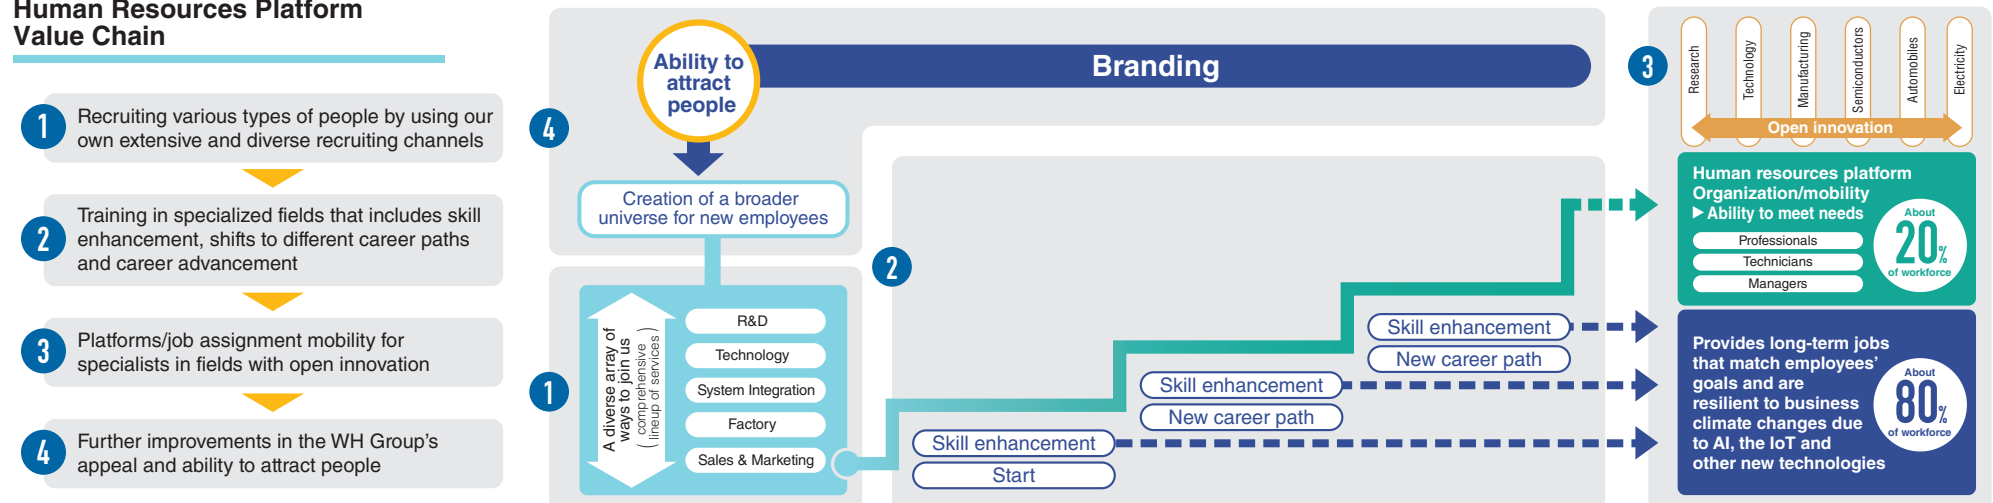 Human Resources Platform
Value Chain
1
Recruiting various types of people by using our
own extensive and diverse recruiting channels
2
Training in specialized fields that includes skill
enhancement, shifts to different career paths
and career advancement
3
Platforms/job assignment mobility for
specialists in fields with open innovation
4
Further improvements in the WH Group's
appeal and ability to attract people
4
Ability to
attract
people
Branding
Creation of a broader
universe for new employees
1
A diverse array of
ways to join us
( comprehensive
lineup of services )
R&D
Technology
System Integration
Factory
Sales & Marketing
2
Skill enhancement
Start
Skill enhancement
New career path
Skill enhancement
New career path
3
Research
Technology
Manufacturing
Semiconductors
Automobiles
Electricity
Open innovation
Human resources platform
Organization/mobility
▶Ability to meet needs
Professionals
Technicians
Managers
About
20%
of workforce
Provides long-term jobs
that match employees'
goals and are
resilient to business
climate changes due
to AI, the IoT and
other new technologies
About
80%
of workforce